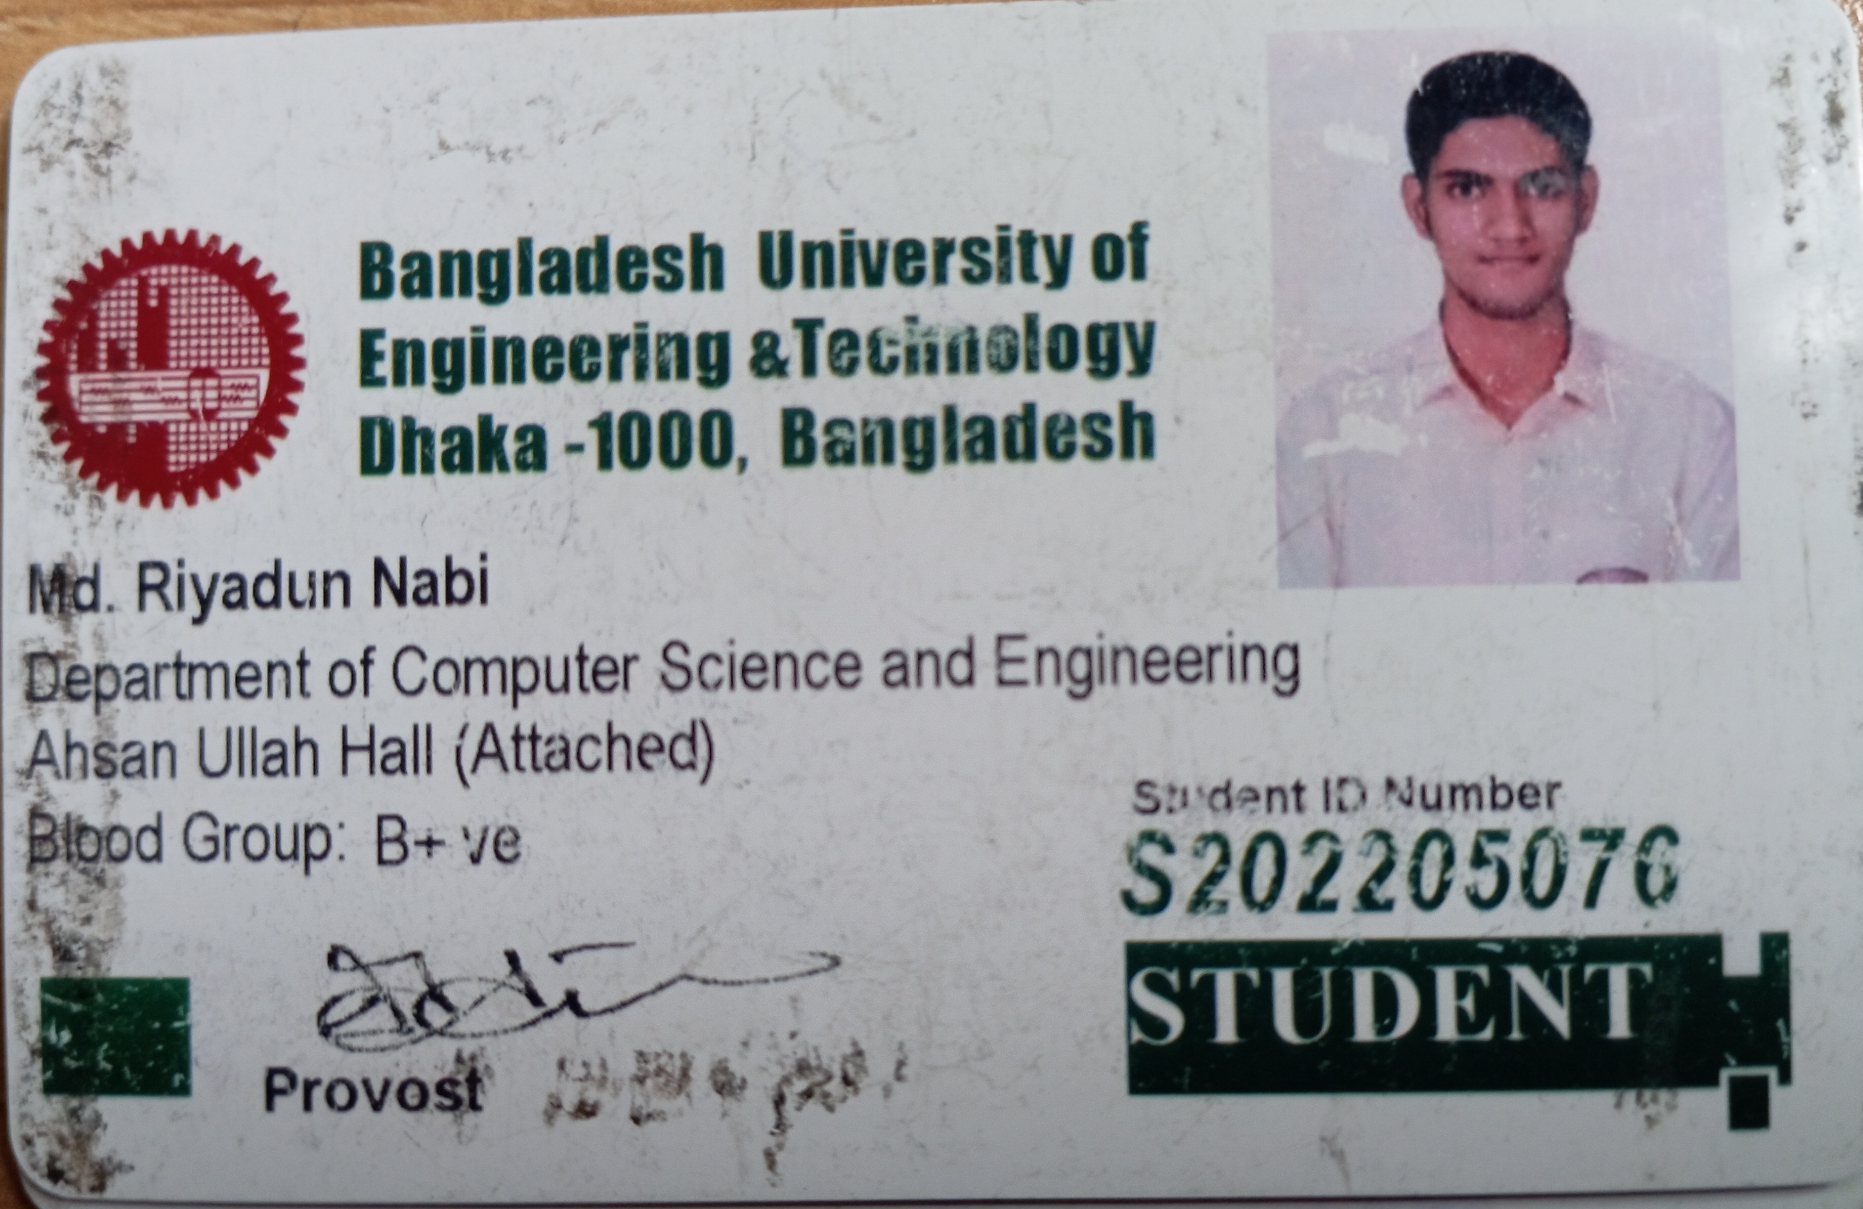 Bangladesh University of
Engineering &Technology
Dhaka -1000, Bangladesh
Md. Riyadun Nabi
Department of Computer Science and Engineering
Ahsan Ullah Hall (Attached)
Blood Group: B+ ve
Student ID Number
S202205076
STUDENT
Provost